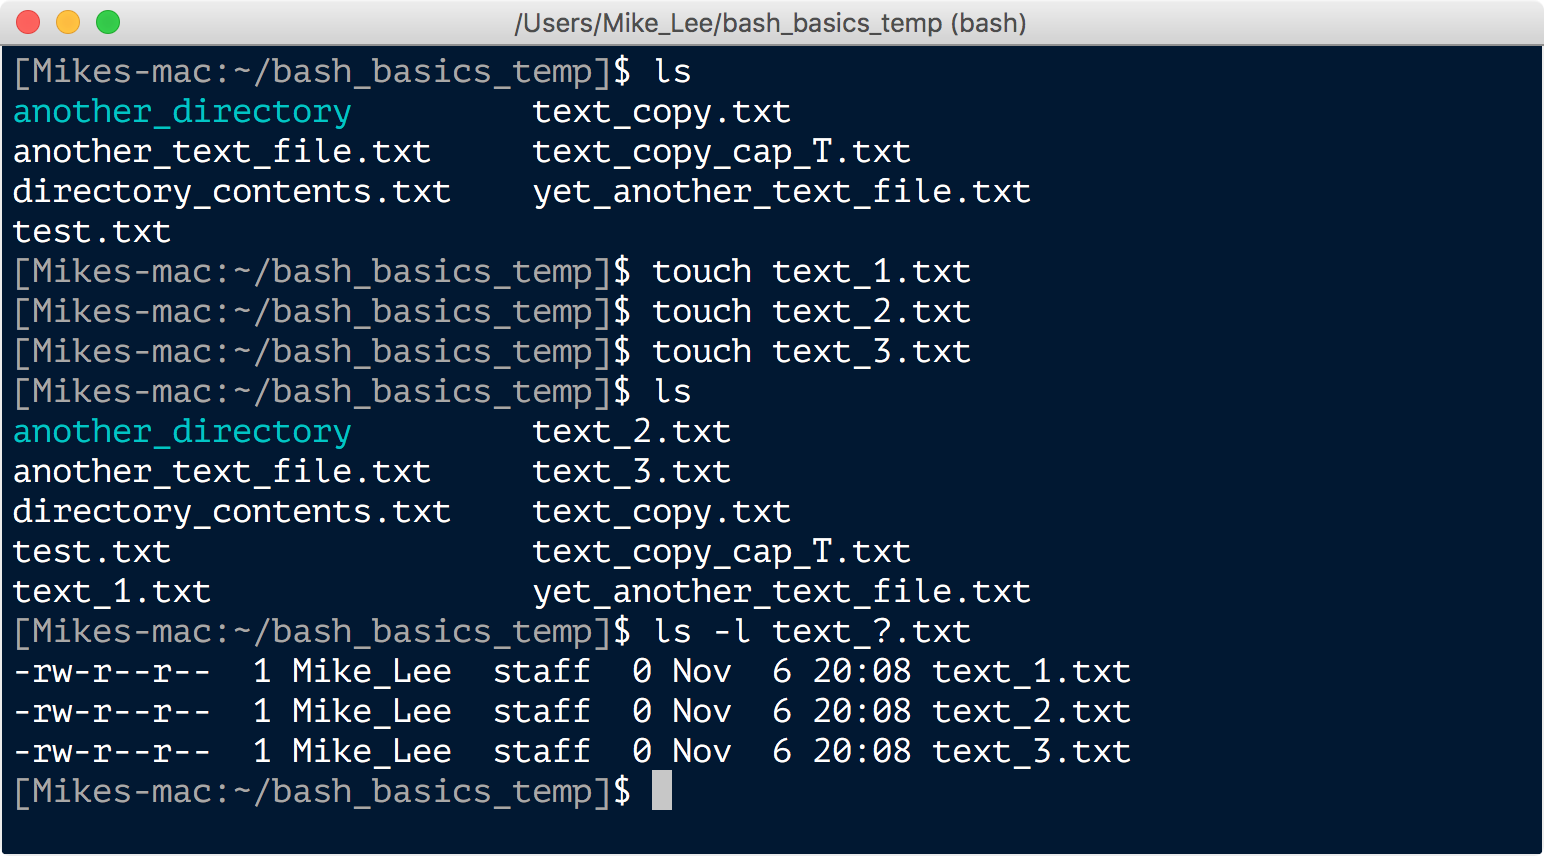 /Users/Mike_Lee/bash_basics_temp (bash)
[Mikes-mac:~/bash_basics_temp]$ ls
another_directory         text_copy.txt
another_text_file.txt     text_copy_cap_T.txt
directory_contents.txt    yet_another_text_file.txt
test.txt
[Mikes-mac:~/bash_basics_temp]$ touch text_1.txt
[Mikes-mac:~/bash_basics_temp]$ touch text_2.txt
[Mikes-mac:~/bash_basics_temp]$ touch text_3.txt
[Mikes-mac:~/bash_basics_temp]$ ls
another_directory         text_2.txt
another_text_file.txt     text_3.txt
directory_contents.txt    text_copy.txt
test.txt                  text_copy_cap_T.txt
text_1.txt                yet_another_text_file.txt
[Mikes-mac:~/bash_basics_temp]$ ls -l text_?.txt
-rw-r--r--  1 Mike_Lee  staff  0 Nov  6 20:08 text_1.txt
-rw-r--r--  1 Mike_Lee  staff  0 Nov  6 20:08 text_2.txt
-rw-r--r--  1 Mike_Lee  staff  0 Nov  6 20:08 text_3.txt
[Mikes-mac:~/bash_basics_temp]$